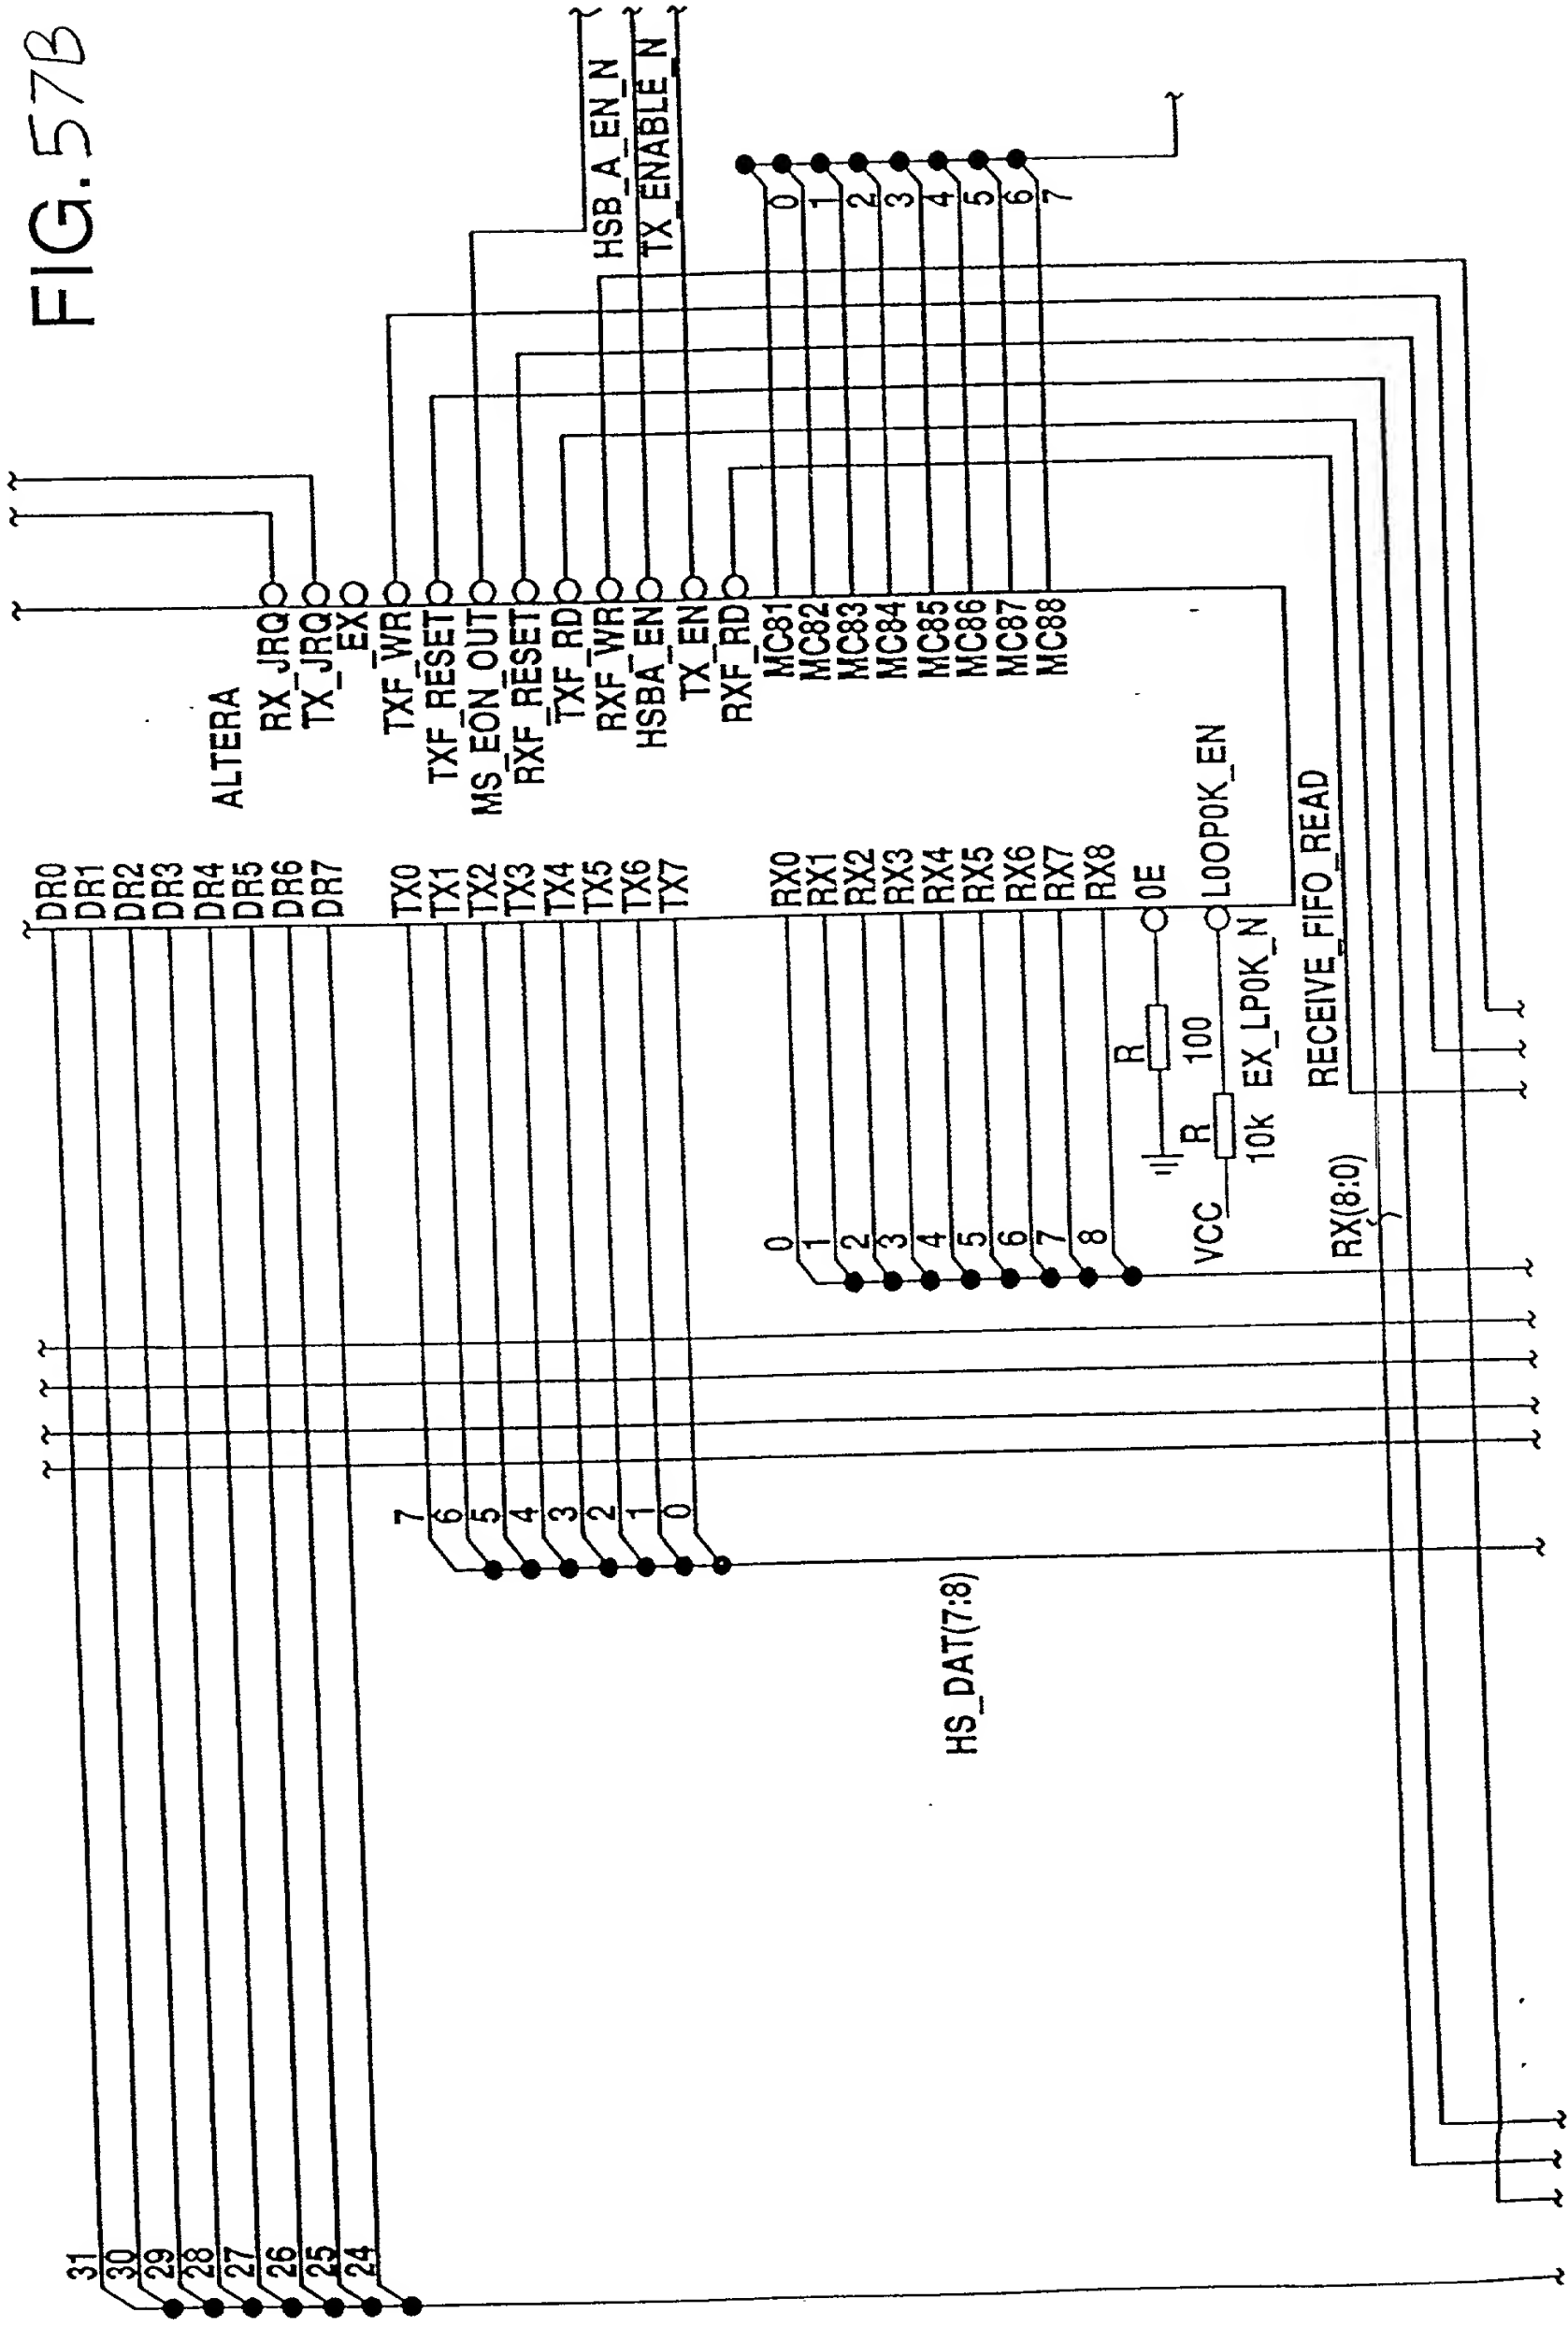 FIG. 57B
31
30
29
28
27
26
25
24
DR0
DR1
DR2
DR3
DR4
DR5
DR6
DR7
7
6
5
4
3
2
1
0
TX0
TX1
TX2
TX3
TX4
TX5
TX6
TX7
HS_DAT(7:8)
0
1
2
3
4
5
6
7
8
RX0
RX1
RX2
RX3
RX4
RX5
RX6
RX7
RX8
R
100
OE
VCC
R
10k
EX_LP0K_N
L0OP0K_EN
RECEIVE_FIFO_READ
RX(8:0)
ALTERA
RX_JRQ
TX_JRQ
EX
TXF_WR
TXF_RESET
MS_EON_OUT
RXF_RESET
TXF_RD
RXF_WR
HSBA_EN
TX_EN
RXF_RD
MC81
MC82
MC83
MC84
MC85
MC86
MC87
MC88
HSB_A_EN_N
TX_ENABLE_N
0
1
2
3
4
5
6
7